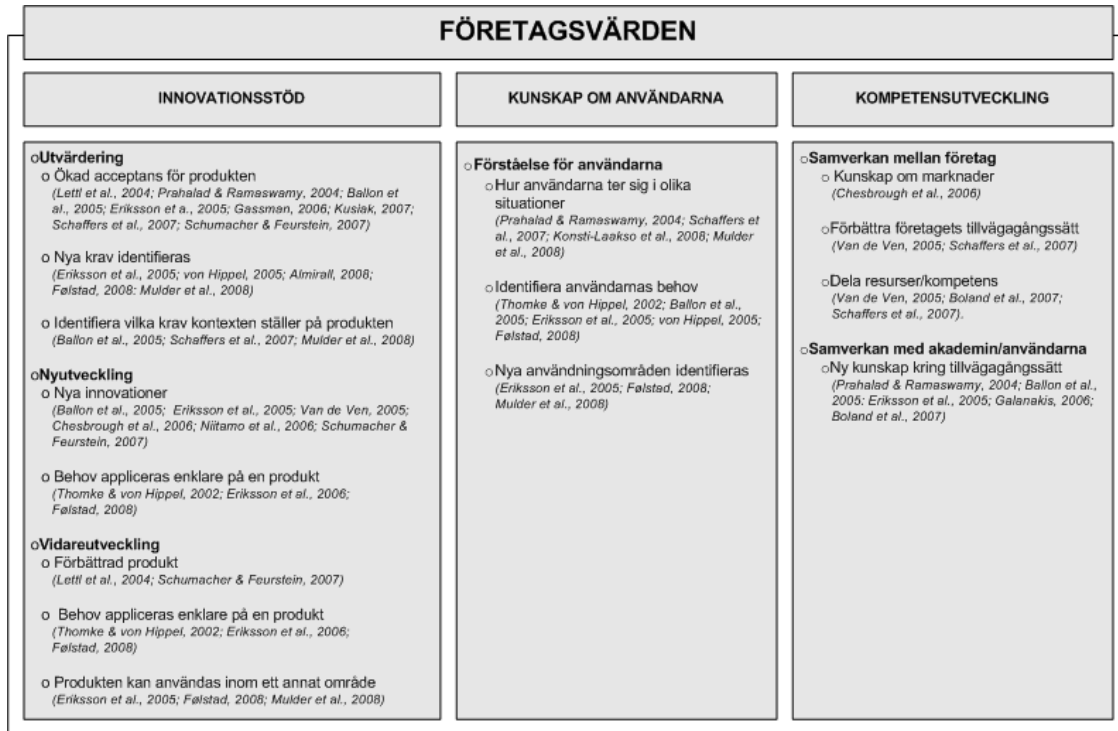 FÖRETAGSVÄRDEN
INNOVATIONSSTÖD
oUtvärdering
o Ökad acceptans för produkten
(Lettl et al., 2004; Prahalad & Ramaswamy, 2004; Ballon et
al., 2005; Eriksson et a., 2005; Gassman, 2006; Kusiak, 2007;
Schaffers et al., 2007; Schumacher & Feurstein, 2007)
o Nya krav identifieras
(Eriksson et al., 2005; von Hippel, 2005; Almirall, 2008;
Følstad, 2008: Mulder et al., 2008)
o Identifiera vilka krav kontexten ställer på produkten
(Ballon et al., 2005; Schaffers et al., 2007; Mulder et al., 2008)
oNyutveckling
o Nya innovationer
(Ballon et al., 2005; Eriksson et al., 2005; Van de Ven, 2005;
Chesbrough et al., 2006; Niitamo et al., 2006; Schumacher &
Feurstein, 2007)
o Behov appliceras enklare på en produkt
(Thomke & von Hippel, 2002; Eriksson et al., 2006;
Følstad, 2008)
oVidareutveckling
o Förbättrad produkt
(Lettl et al., 2004; Schumacher & Feurstein, 2007)
o Behov appliceras enklare på en produkt
(Thomke & von Hippel, 2002; Eriksson et al., 2006;
Følstad, 2008)
o Produkten kan användas inom ett annat område
(Eriksson et al., 2005; Følstad, 2008; Mulder et al., 2008)
KUNSKAP OM ANVÄNDARNA
oFörståelse för användarna
oHur användarna ter sig i olika
situationer
(Prahalad & Ramaswamy, 2004; Schaffers et
al., 2007; Konsti-Laakso et al., 2008; Mulder
et al., 2008)
oIdentifiera användarnas behov
(Thomke & von Hippel, 2002; Ballon et al.,
2005; Eriksson et al., 2005; von Hippel, 2005;
Følstad, 2008)
oNya användningsområden identifieras
(Eriksson et al., 2005; Følstad, 2008;
Mulder et al., 2008)
KOMPETENSUTVECKLING
oSamverkan mellan företag
o Kunskap om marknader
(Chesbrough et al., 2006)
oFörbättra företagets tillvägagångssätt
(Van de Ven, 2005; Schaffers et al., 2007)
oDela resurser/kompetens
(Van de Ven, 2005; Boland et al., 2007;
Schaffers et al., 2007).
oSamverkan med akademin/användarna
oNy kunskap kring tillvägagångssätt
(Prahalad & Ramaswamy, 2004; Ballon et al.,
2005: Eriksson et al., 2005; Galanakis, 2006;
Boland et al., 2007)